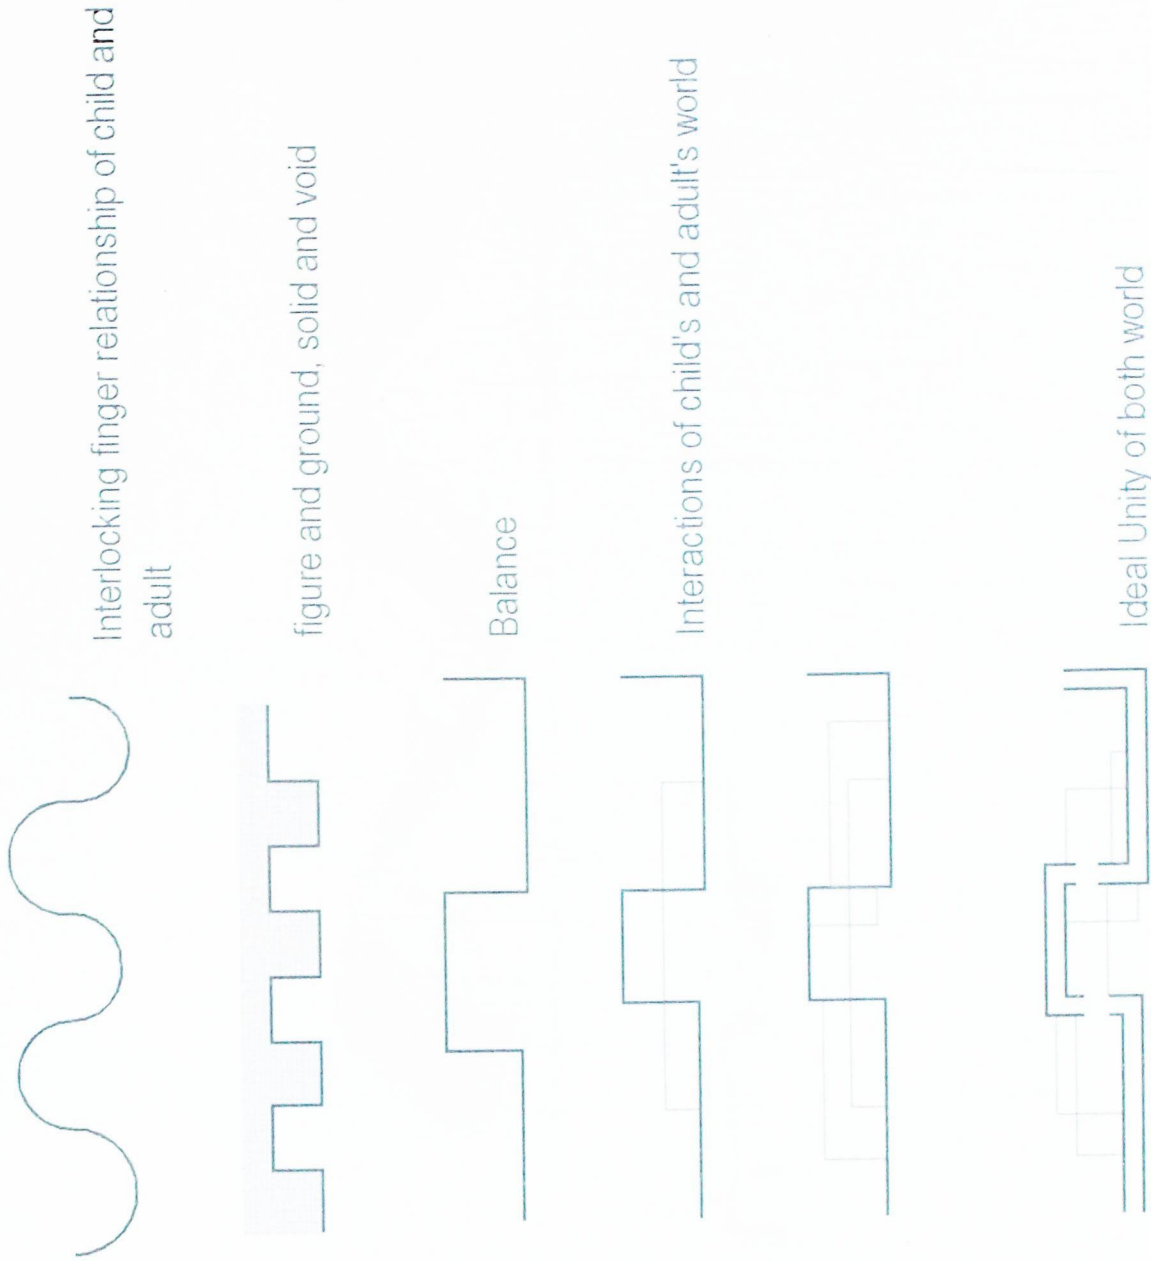 Interlocking finger relationship of child and
adult
figure and ground, solid and void
Balance
Interactions of child's and adult's world
Ideal Unity of both world